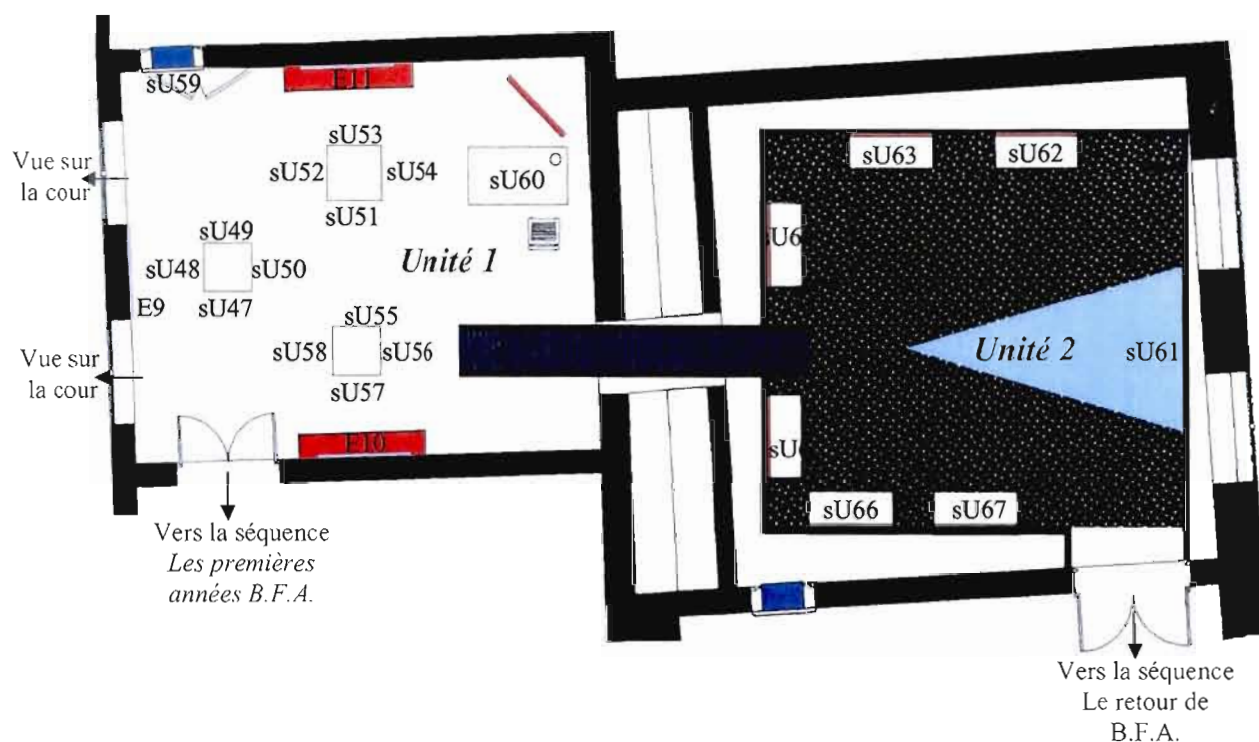 sU59
E11
sU53
sU52
sU54
sU51
sU60
Vue sur
la cour
sU49
sU48
sU50
sU47
E9
Unité 1
sU55
sU58
sU56
sU57
E10
Vue sur
la cour
Vers la séquence
Les premières
années B.F.A.
sU63
sU62
Unité 2
sU61
sU66
sU67
Vers la séquence
Le retour de
B.F.A.